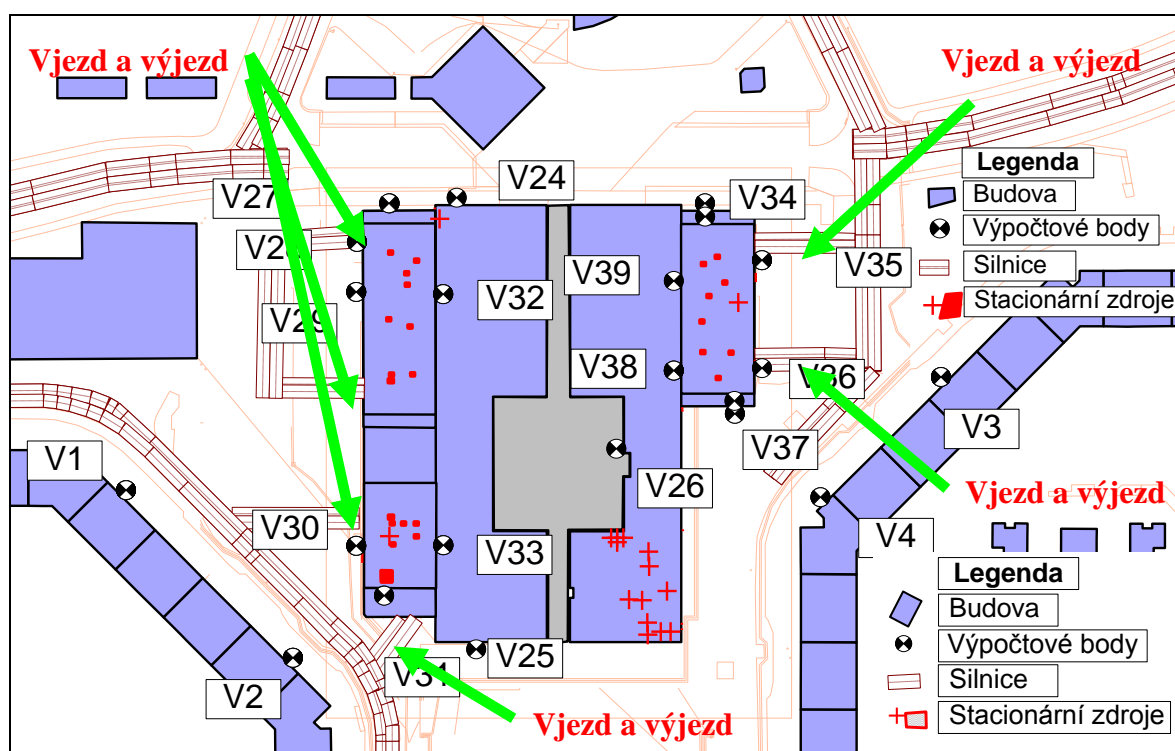 Vjezd a výjezd
Vjezd a výjezd
Legenda
Budova
Výpočtové body
Silnice
Stacionární zdroje
V27
V24
V34
V28
V39
V35
V32
V29
V38
V36
V3
V1
V37
V26
Vjezd a výjezd
V30
V33
V4
V25
V31
V2
Vjezd a výjezd
Legenda
Budova
Výpočtové body
Silnice
Stacionární zdroje